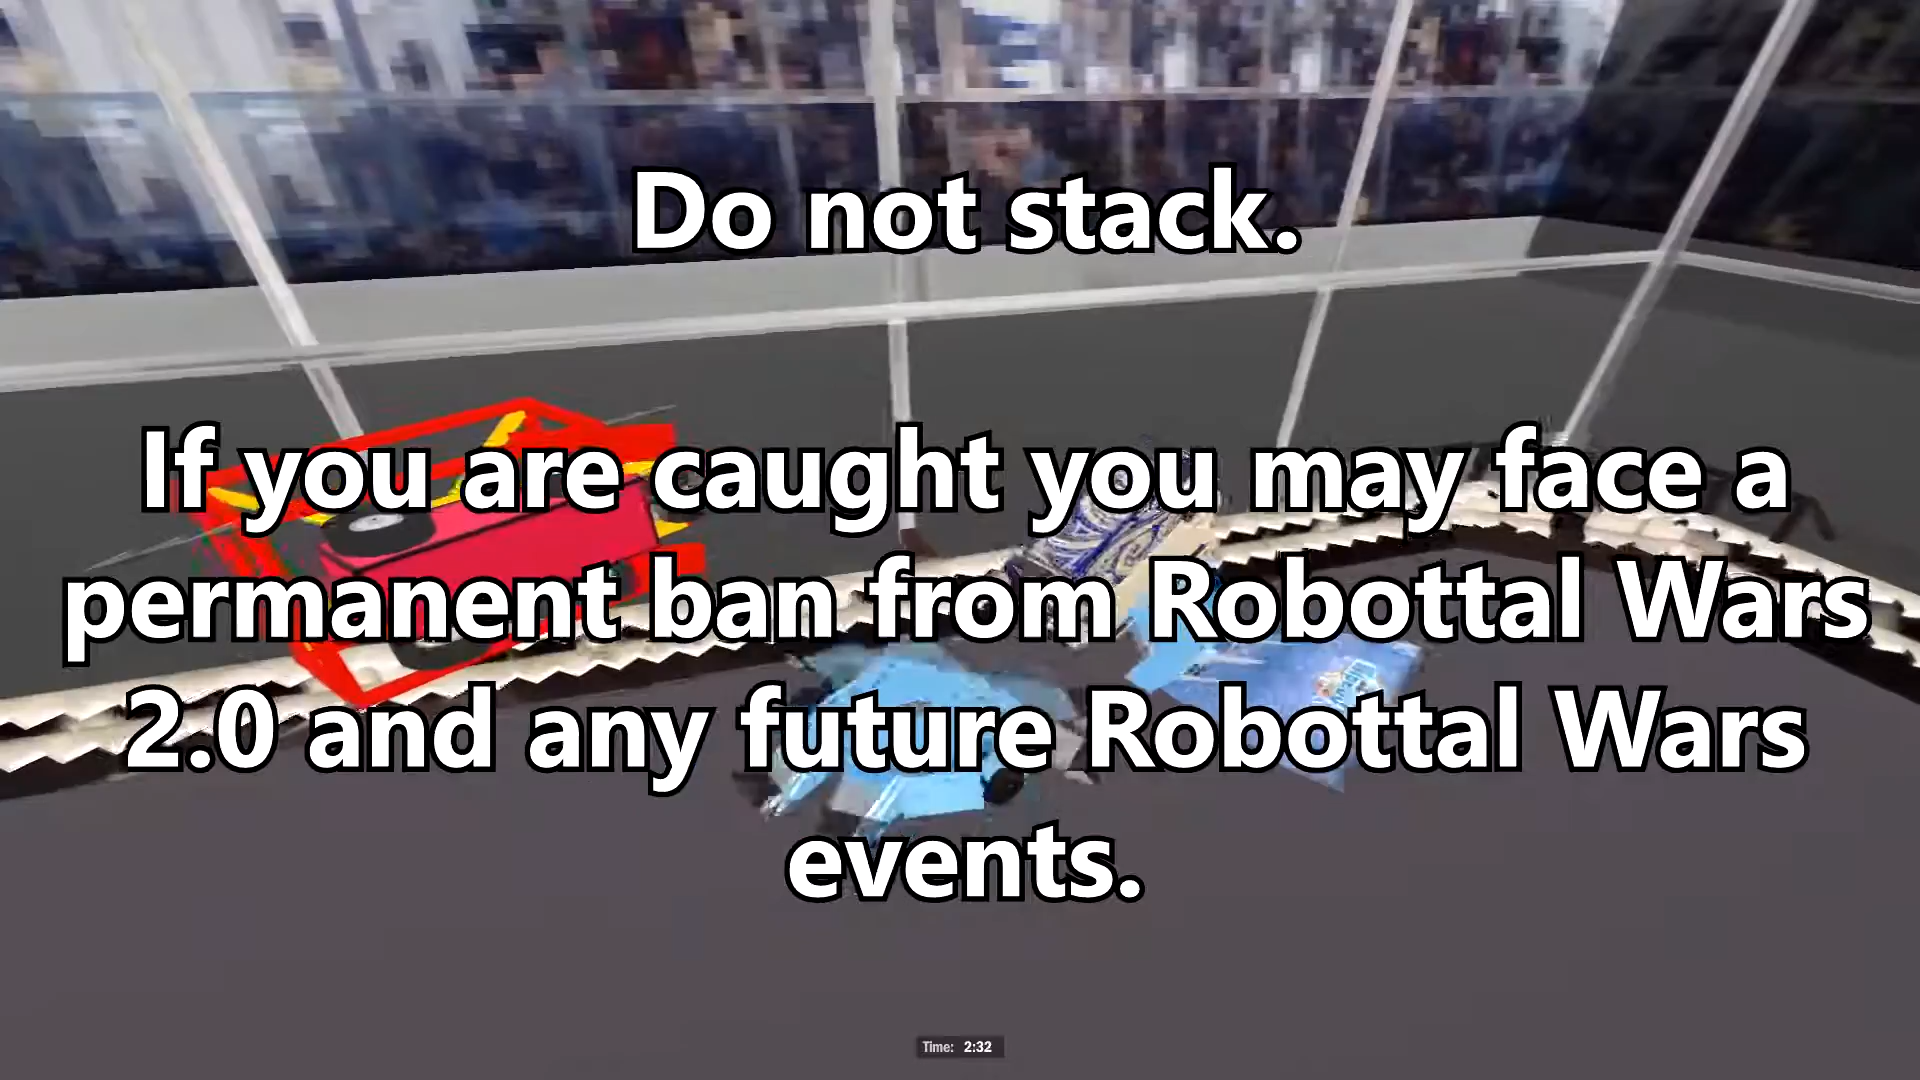 Do not stack.
If you are caught you may face a
permanent ban from Robottal Wars
2.0 and any future Robottal Wars
events.
Time: 2:32